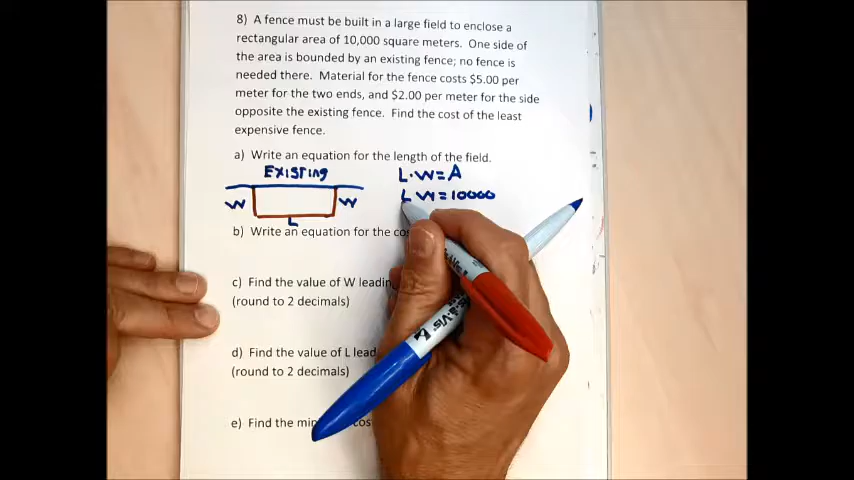 8) A fence must be built in a large field to enclose a
rectangular area of 10,000 square meters. One side of
the area is bounded by an existing fence; no fence is
needed there. Material for the fence costs $5.00 per
meter for the two ends, and $2.00 per meter for the side
opposite the existing fence. Find the cost of the least
expensive fence.
a) Write an equation for the length of the field.
EXISTING
L·W=A
W
W
L W=10000
L
b) Write an equation for the
c) Find the value of W
(round to 2 decimals)
d) Find the value of L
(round to 2 decimals)
e) Find the